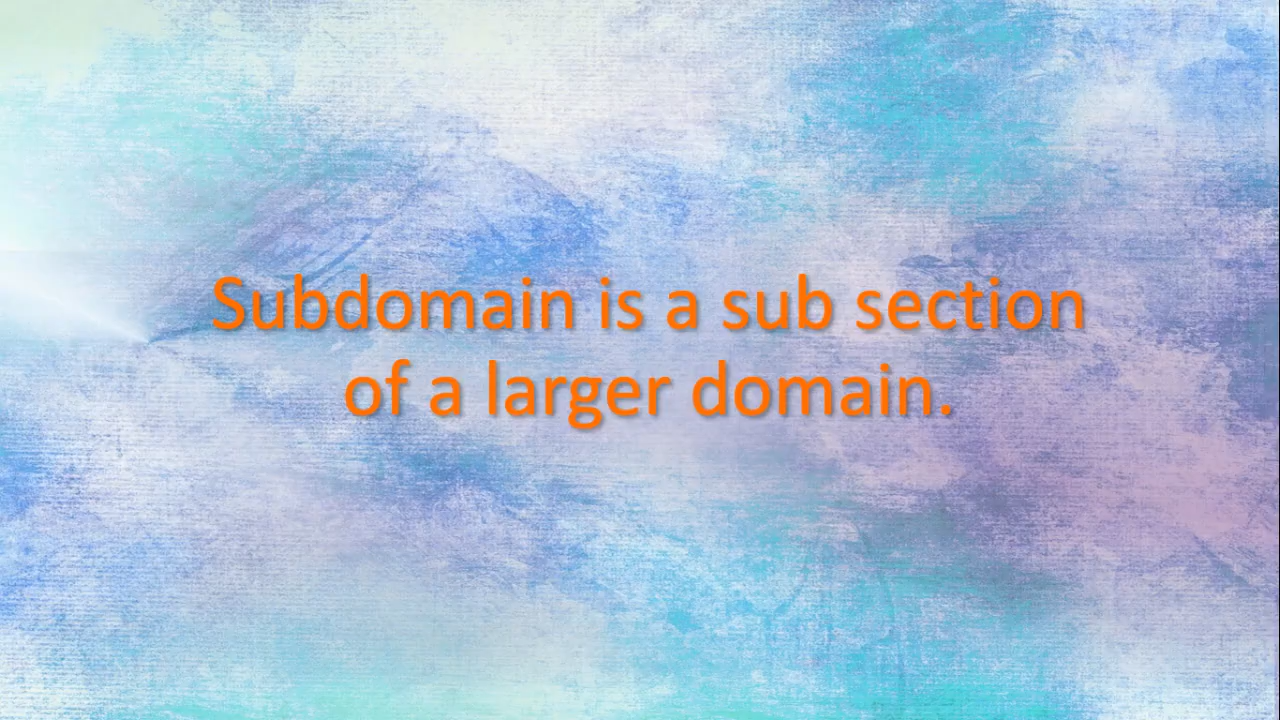 Subdomain is a sub section
of a larger domain.